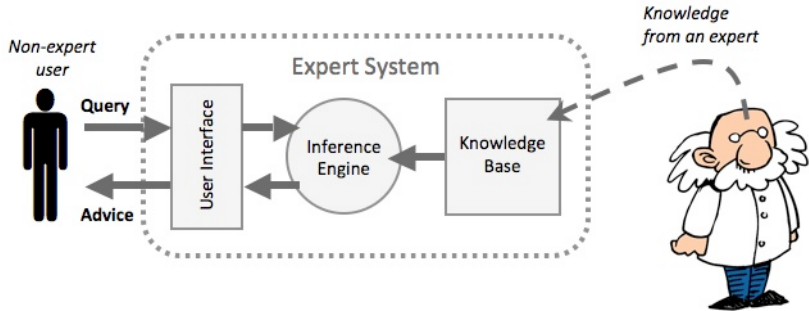 Knowledge
from an expert
Non-expert
user
Expert System
Query
User Interface
Inference
Engine
Knowledge
Base
Advice